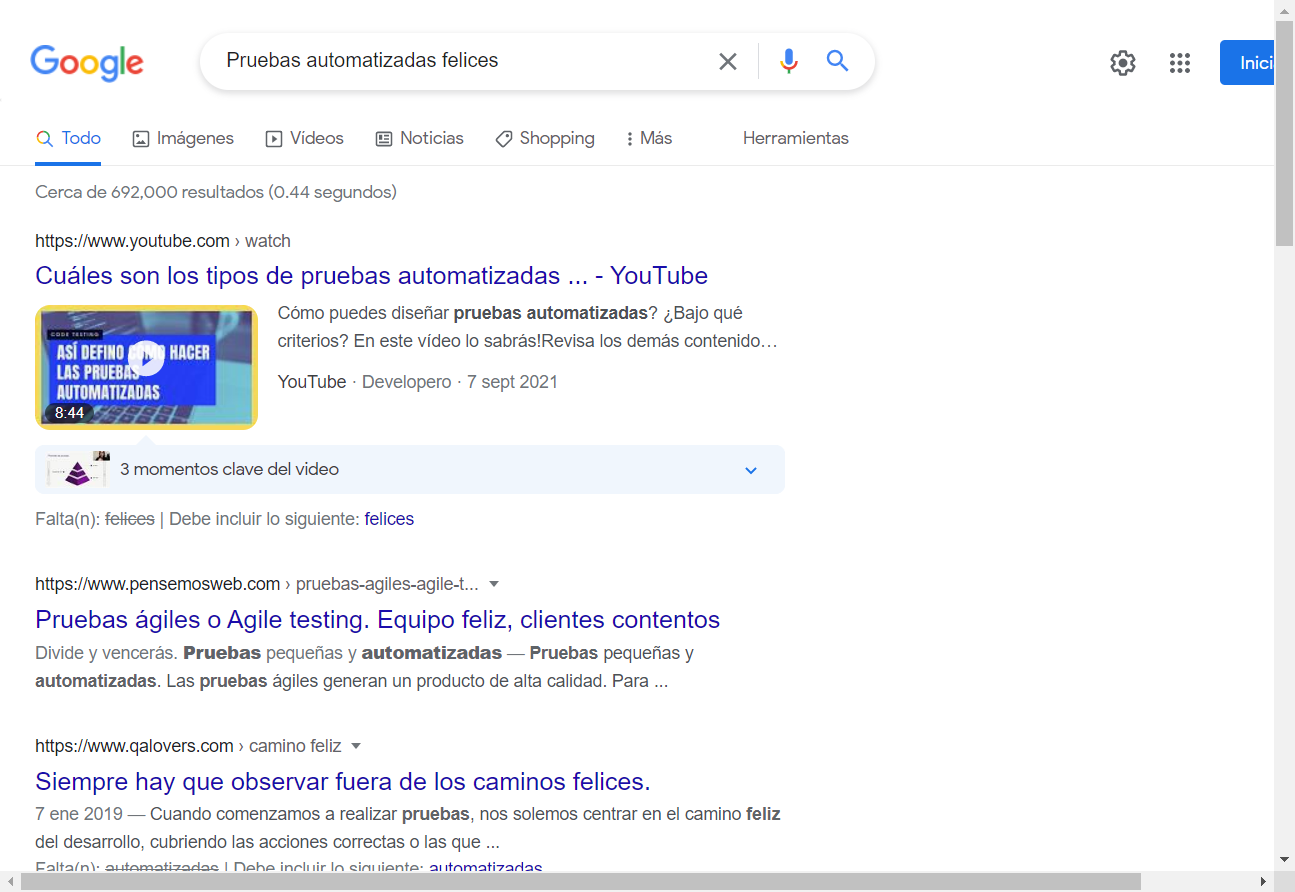 Google
Pruebas automatizadas felices
Inici
Todo Imágenes Vídeos Noticias Shopping Más Herramientas
Cerca de 692,000 resultados (0.44 segundos)
https://www.youtube.com › watch
Cuáles son los tipos de pruebas automatizadas ... - YouTube
CODE TESTING
ASÍ DEFINO CÓMO HACER
LAS PRUEBAS
AUTOMATIZADAS
8:44
Cómo puedes diseñar pruebas automatizadas? ¿Bajo qué
criterios? En este vídeo lo sabrás!Revisa los demás contenido…
YouTube · Developero · 7 sept 2021
3 momentos clave del video
Falta(n): felices | Debe incluir lo siguiente: felices
https://www.pensemosweb.com › pruebas-agiles-agile-t...
Pruebas ágiles o Agile testing. Equipo feliz, clientes contentos
Divide y vencerás. Pruebas pequeñas y automatizadas — Pruebas pequeñas y
automatizadas. Las pruebas ágiles generan un producto de alta calidad. Para ...
https://www.qalovers.com › camino feliz
Siempre hay que observar fuera de los caminos felices.
7 ene 2019 — Cuando comenzamos a realizar pruebas, nos solemos centrar en el camino feliz
del desarrollo, cubriendo las acciones correctas o las que ...
Falta(n): automatizadas | Debe incluir lo siguiente: automatizadas